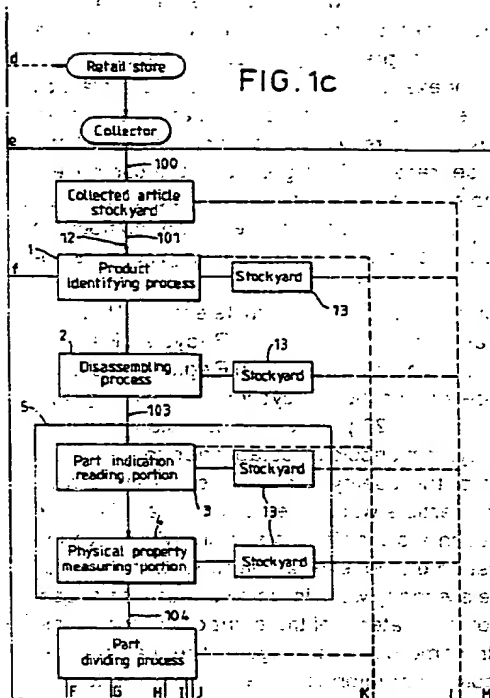 d
Retail store
FIG. 1c
Collector
e
100
Collected article
stockyard
12
101
1
f
Product
identifying process
Stockyard
13
2
13
Disassembling
process
Stockyard
5
103
Part indication
reading portion
Stockyard
3
13
4
Physical property
measuring portion
Stockyard
104
Part
dividing process
F G H I J K L M